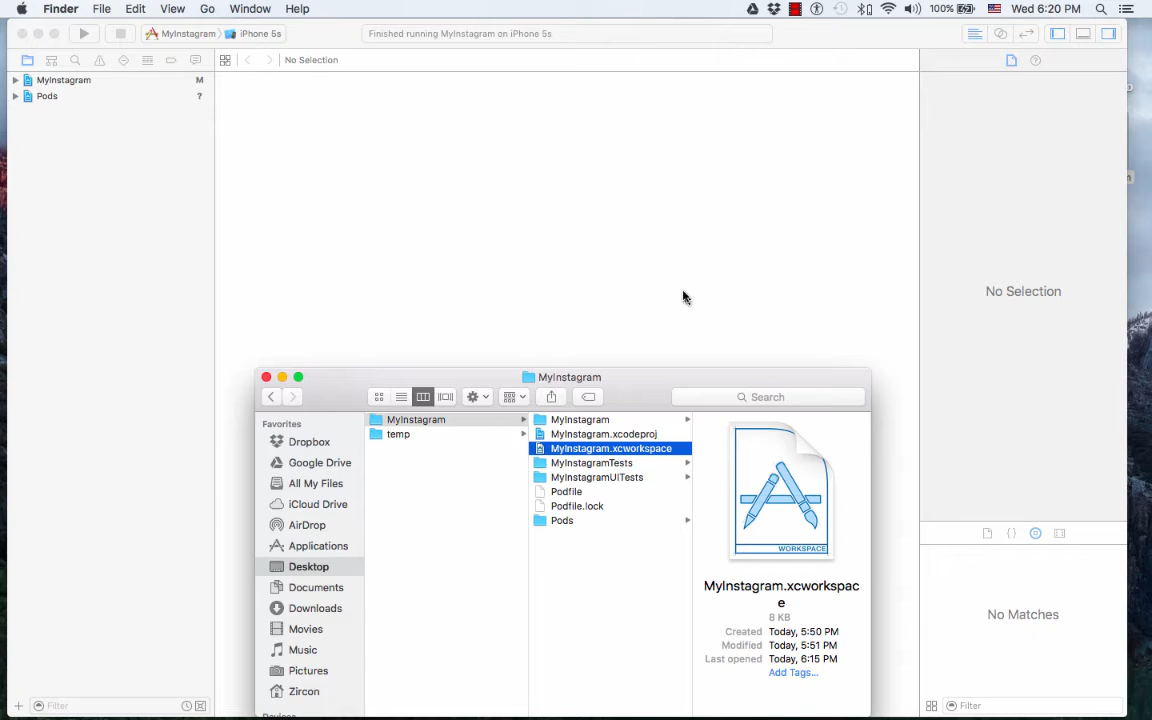 Finder File Edit View Go Window Help 100% Wed 6:20 PM
MyInstagram iPhone 5s Finished running MyInstagram on iPhone 5s
No Selection
MyInstagram M
Pods ?
No Selection
MyInstagram
Search
Favorites
Dropbox
Google Drive
All My Files
iCloud Drive
AirDrop
Applications
Desktop
Documents
Downloads
Movies
Music
Pictures
Zircon
MyInstagram
temp
MyInstagram
MyInstagram.xcodeproj
MyInstagram.xcworkspace
MyInstagramTests
MyInstagramUITests
Podfile
Podfile.lock
Pods
WORKSPACE
MyInstagram.xcworkspac
e
8 KB
Created Today, 5:50 PM
Modified Today, 5:51 PM
Last opened Today, 6:15 PM
Add Tags...
No Matches
Filter
Filter